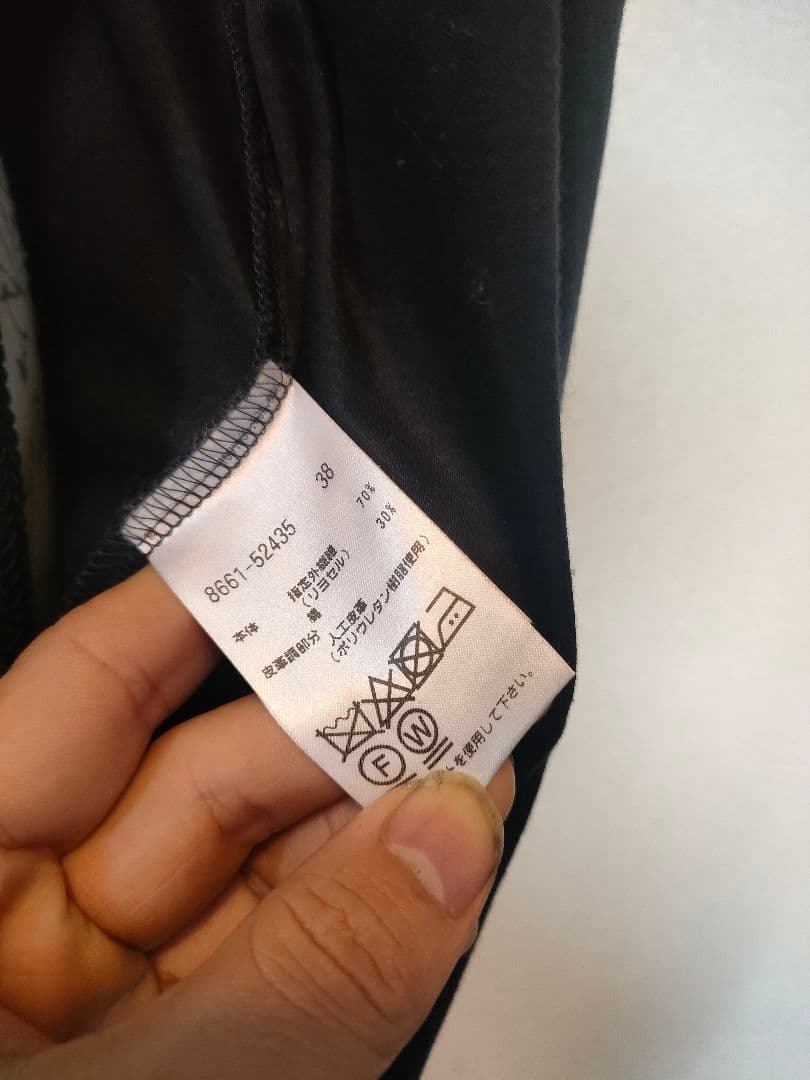 8661-52435 38
本体 指定外繊維 70%
(リヨセル)
綿 30%
皮革調部分 人工皮革
(ポリウレタン樹脂使用)
F W
を使用して下さい。